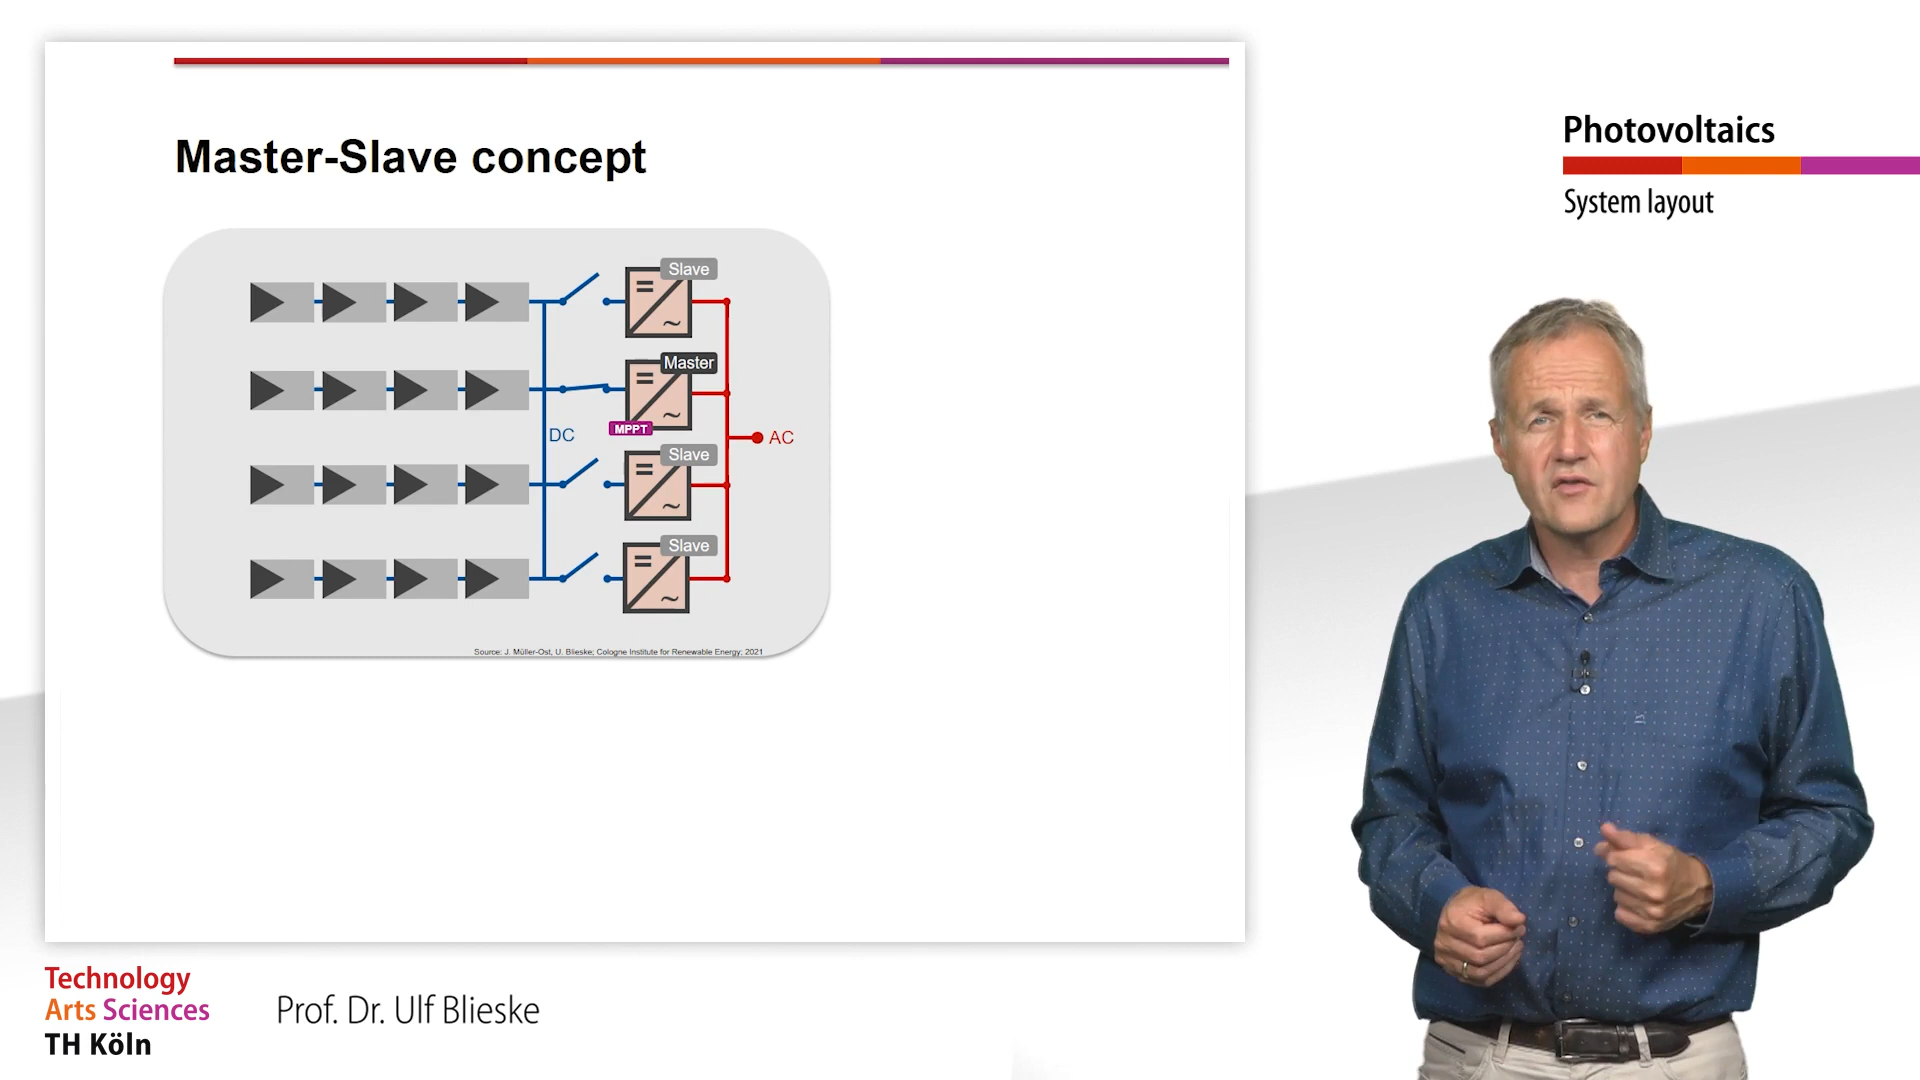 Master-Slave concept
Slave
Master
MPPT
DC
AC
Slave
Slave
Source: J. Müller-Ost, U. Blieske; Cologne Institute for Renewable Energy; 2021
Photovoltaics
System layout
Technology
Arts Sciences
TH Köln
Prof. Dr. Ulf Blieske